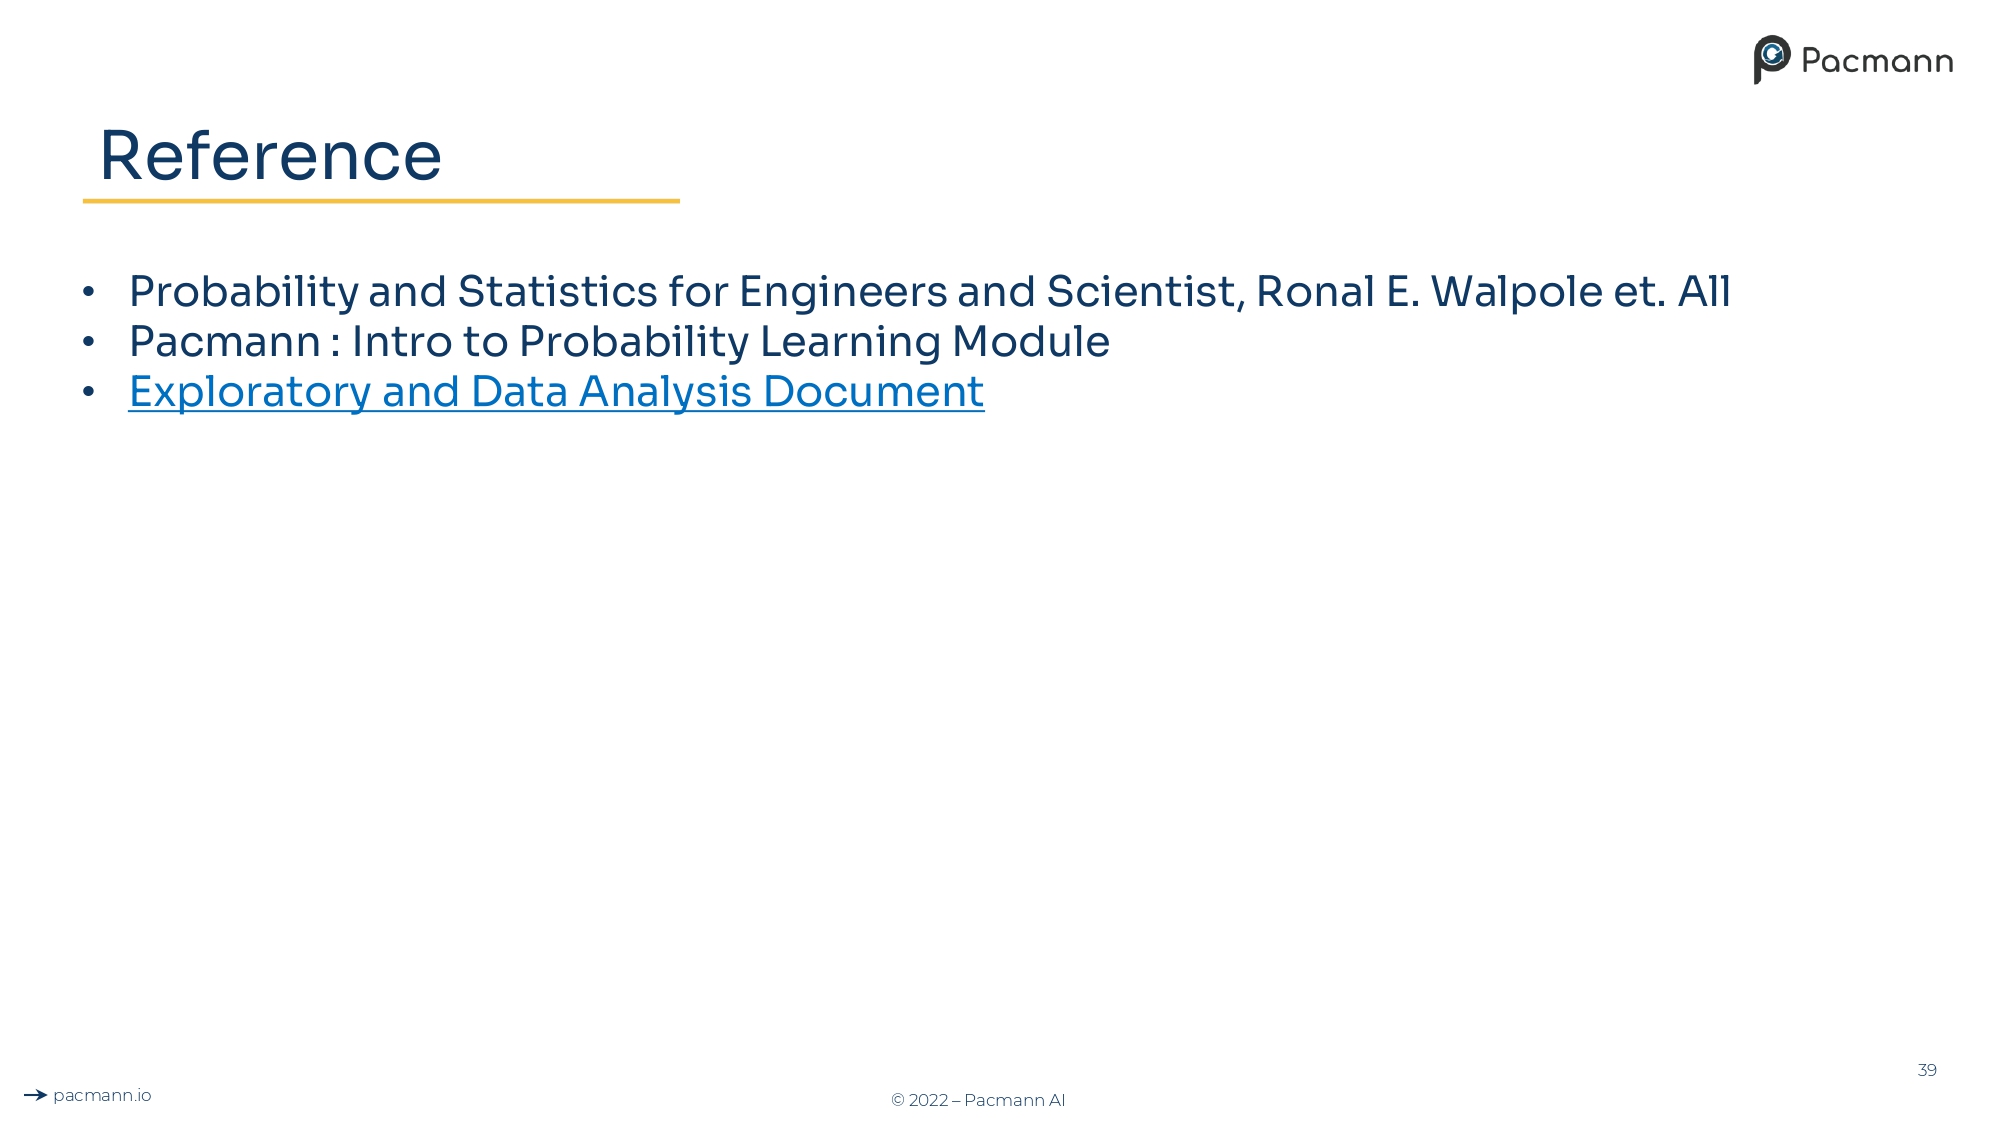 Pacmann
Reference
• Probability and Statistics for Engineers and Scientist, Ronal E. Walpole et. All
• Pacmann : Intro to Probability Learning Module
• Exploratory and Data Analysis Document
39
pacmann.io
© 2022 – Pacmann AI